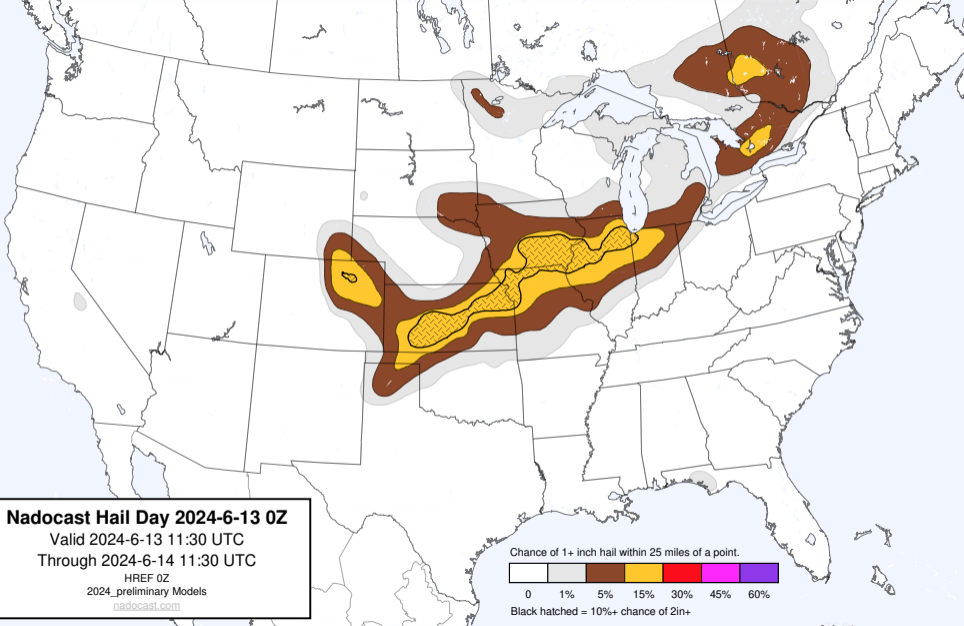 Nadocast Hail Day 2024-6-13 0Z
Valid 2024-6-13 11:30 UTC
Through 2024-6-14 11:30 UTC
HREF 0Z
2024_preliminary Models
nadocast.com
Chance of 1+ inch hail within 25 miles of a point.
0 1% 5% 15% 30% 45% 60%
Black hatched = 10%+ chance of 2in+